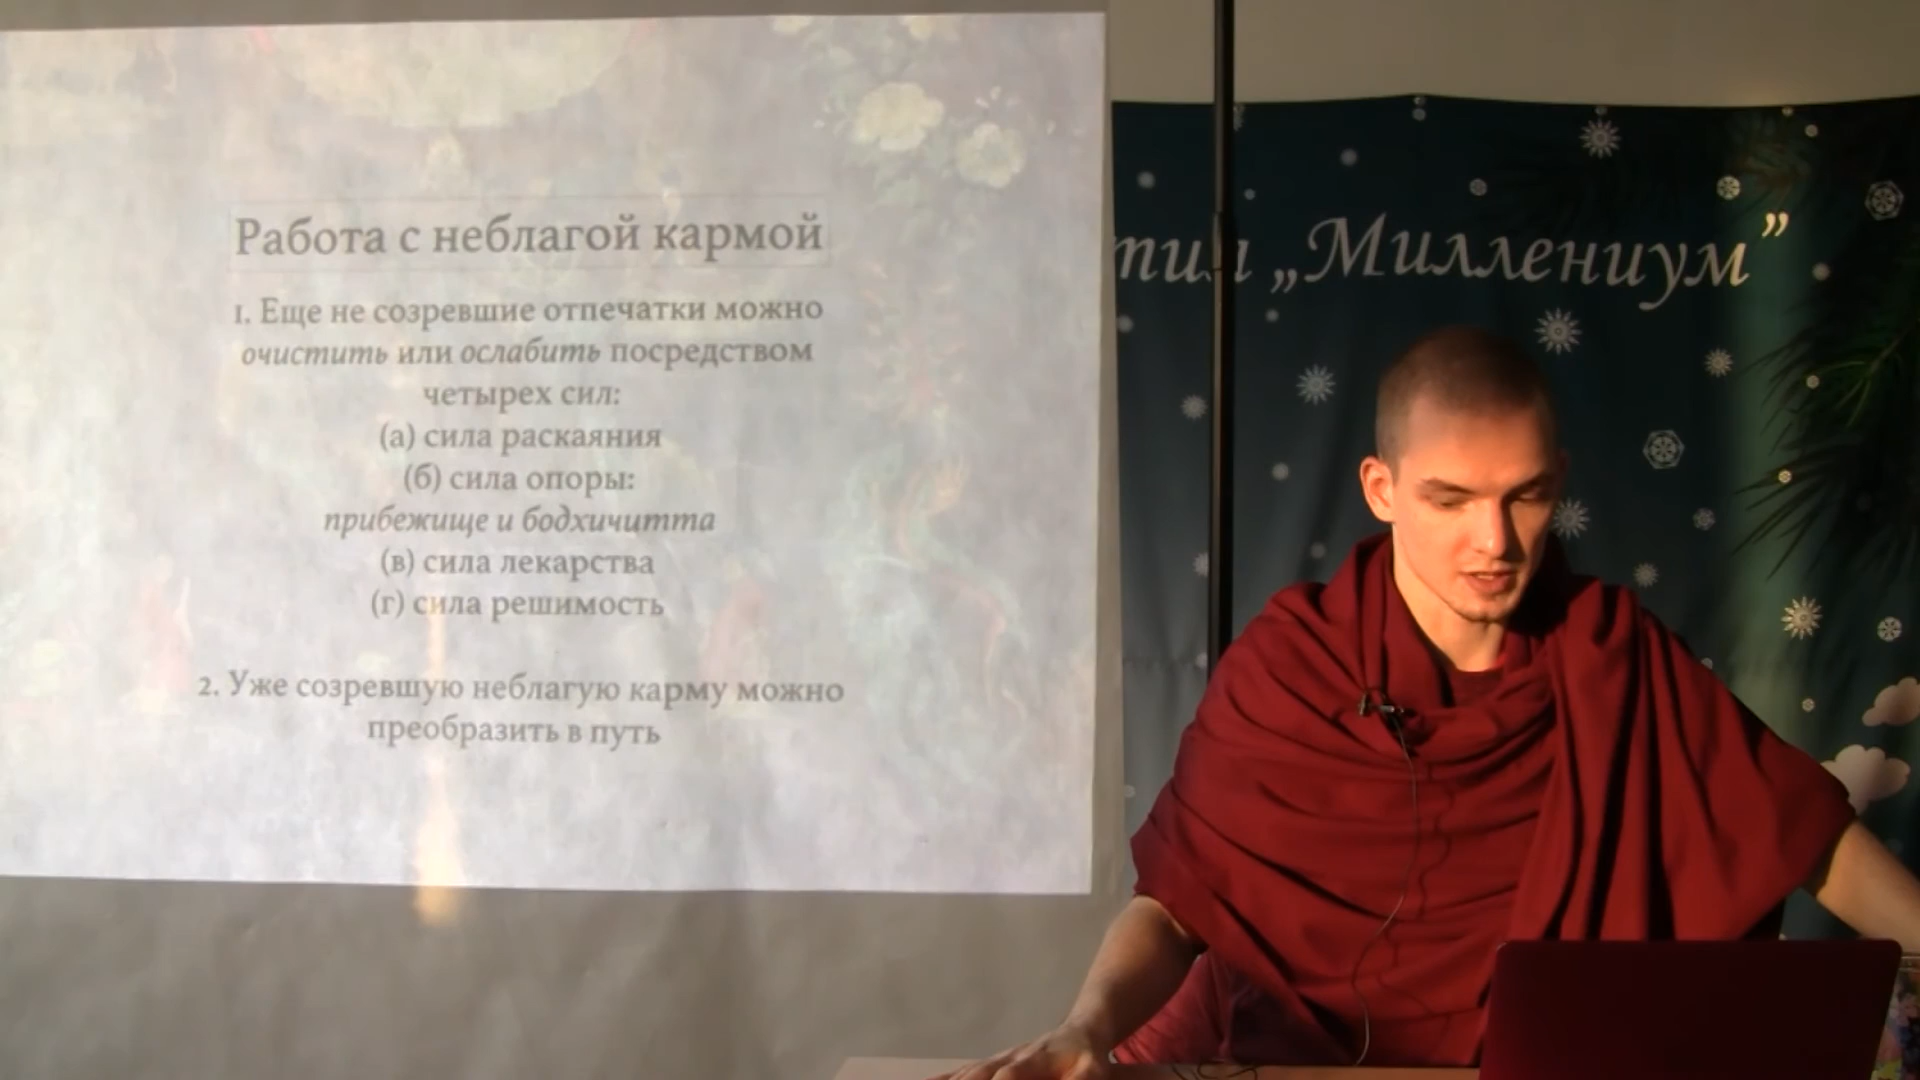 Работа с неблагой кармой
1. Еще не созревшие отпечатки можно
очистить или ослабить посредством
четырех сил:
(а) сила раскаяния
(б) сила опоры:
прибежище и бодхичитта
(в) сила лекарства
(г) сила решимость
2. Уже созревшую неблагую карму можно
преобразить в путь
„Миллениум”